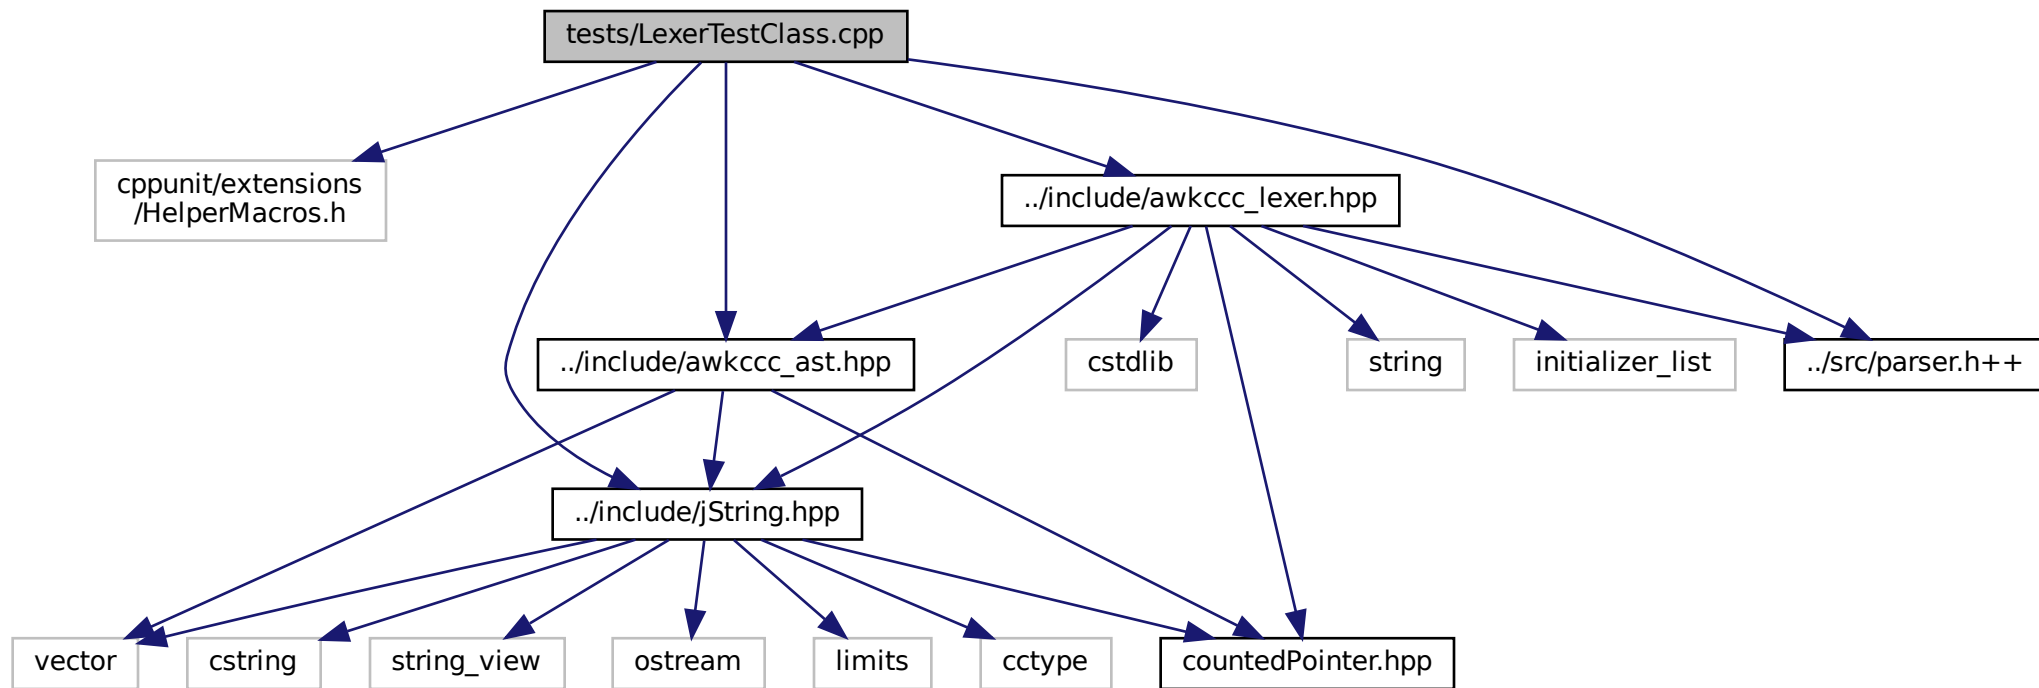 tests/LexerTestClass.cpp
cppunit/extensions
/HelperMacros.h
../include/awkccc_lexer.hpp
../include/awkccc_ast.hpp
cstdlib
string
initializer_list
../src/parser.h++
../include/jString.hpp
vector
cstring
string_view
ostream
limits
cctype
countedPointer.hpp